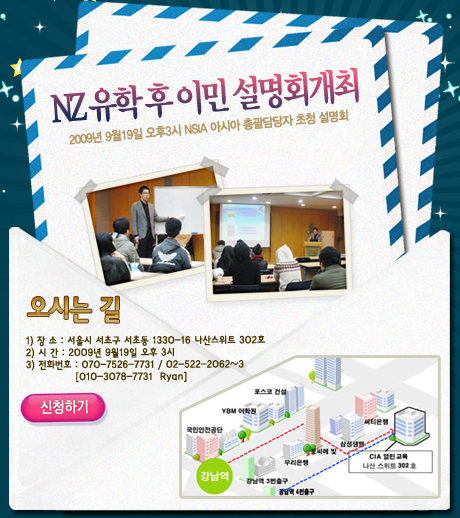 NZ 유학 후 이민 설명회개최
2009년 9월19일 오후3시 NSIA 아시아 총괄담당자 초청 설명회
오시는 길
1) 장 소 : 서울시 서초구 서초동 1330-16 나산스위트 302호
2) 시 간 : 2009년 9월19일 오후 3시
3) 전화번호 : 070-7526-7731 / 02-522-2062~3
[010-3078-7731 Ryan]
신청하기
포스코 건설
YBM 어학원
국민안전공단
씨티은행
삼성생명
우리은행
CIA 열린교육
나산 스위트 302 호
강남역
강남역 3번출구
강남역 4번출구